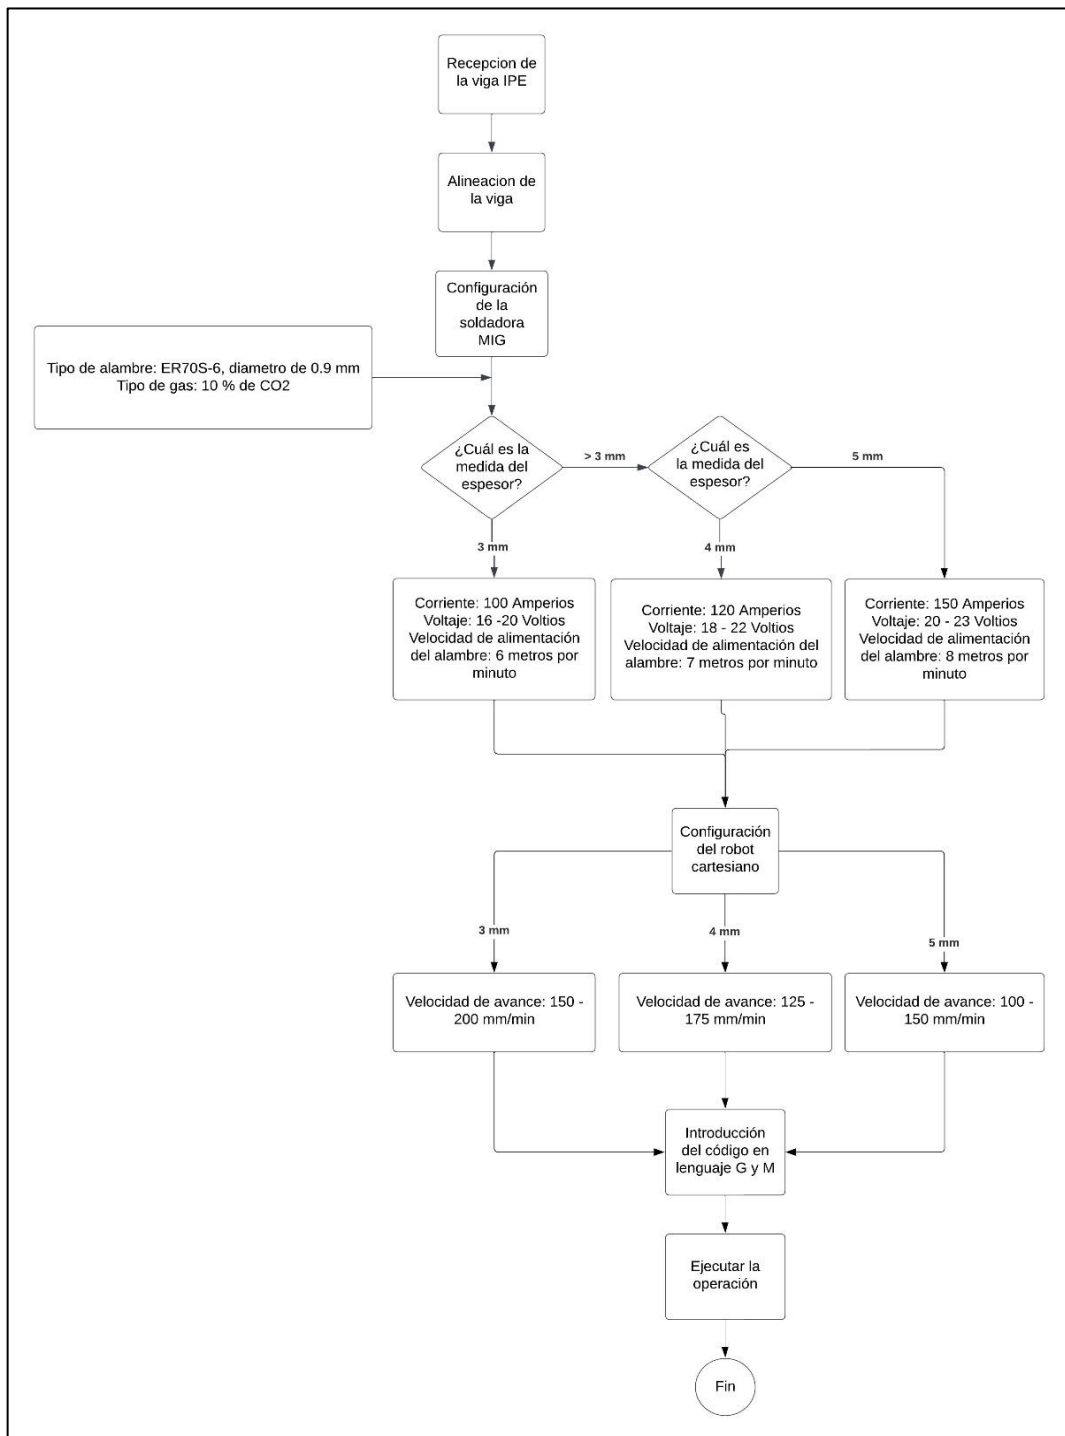 Recepcion de
la viga IPE
Alineacion de
la viga
Configuración
de la
soldadora
MIG
Tipo de alambre: ER70S-6, diametro de 0.9 mm
Tipo de gas: 10 % de CO2
¿Cuál es la
medida del
espesor?
> 3 mm
¿Cuál es
la medida del
espesor?
5 mm
3 mm
4 mm
Corriente: 100 Amperios
Voltaje: 16 -20 Voltios
Velocidad de alimentación
del alambre: 6 metros por
minuto
Corriente: 120 Amperios
Voltaje: 18 - 22 Voltios
Velocidad de alimentación del
alambre: 7 metros por minuto
Corriente: 150 Amperios
Voltaje: 20 - 23 Voltios
Velocidad de alimentación
del alambre: 8 metros por
minuto
Configuración
del robot
cartesiano
3 mm
4 mm
5 mm
Velocidad de avance: 150 -
200 mm/min
Velocidad de avance: 125 -
175 mm/min
Velocidad de avance: 100 -
150 mm/min
Introducción
del código en
lenguaje G y M
Ejecutar la
operación
Fin